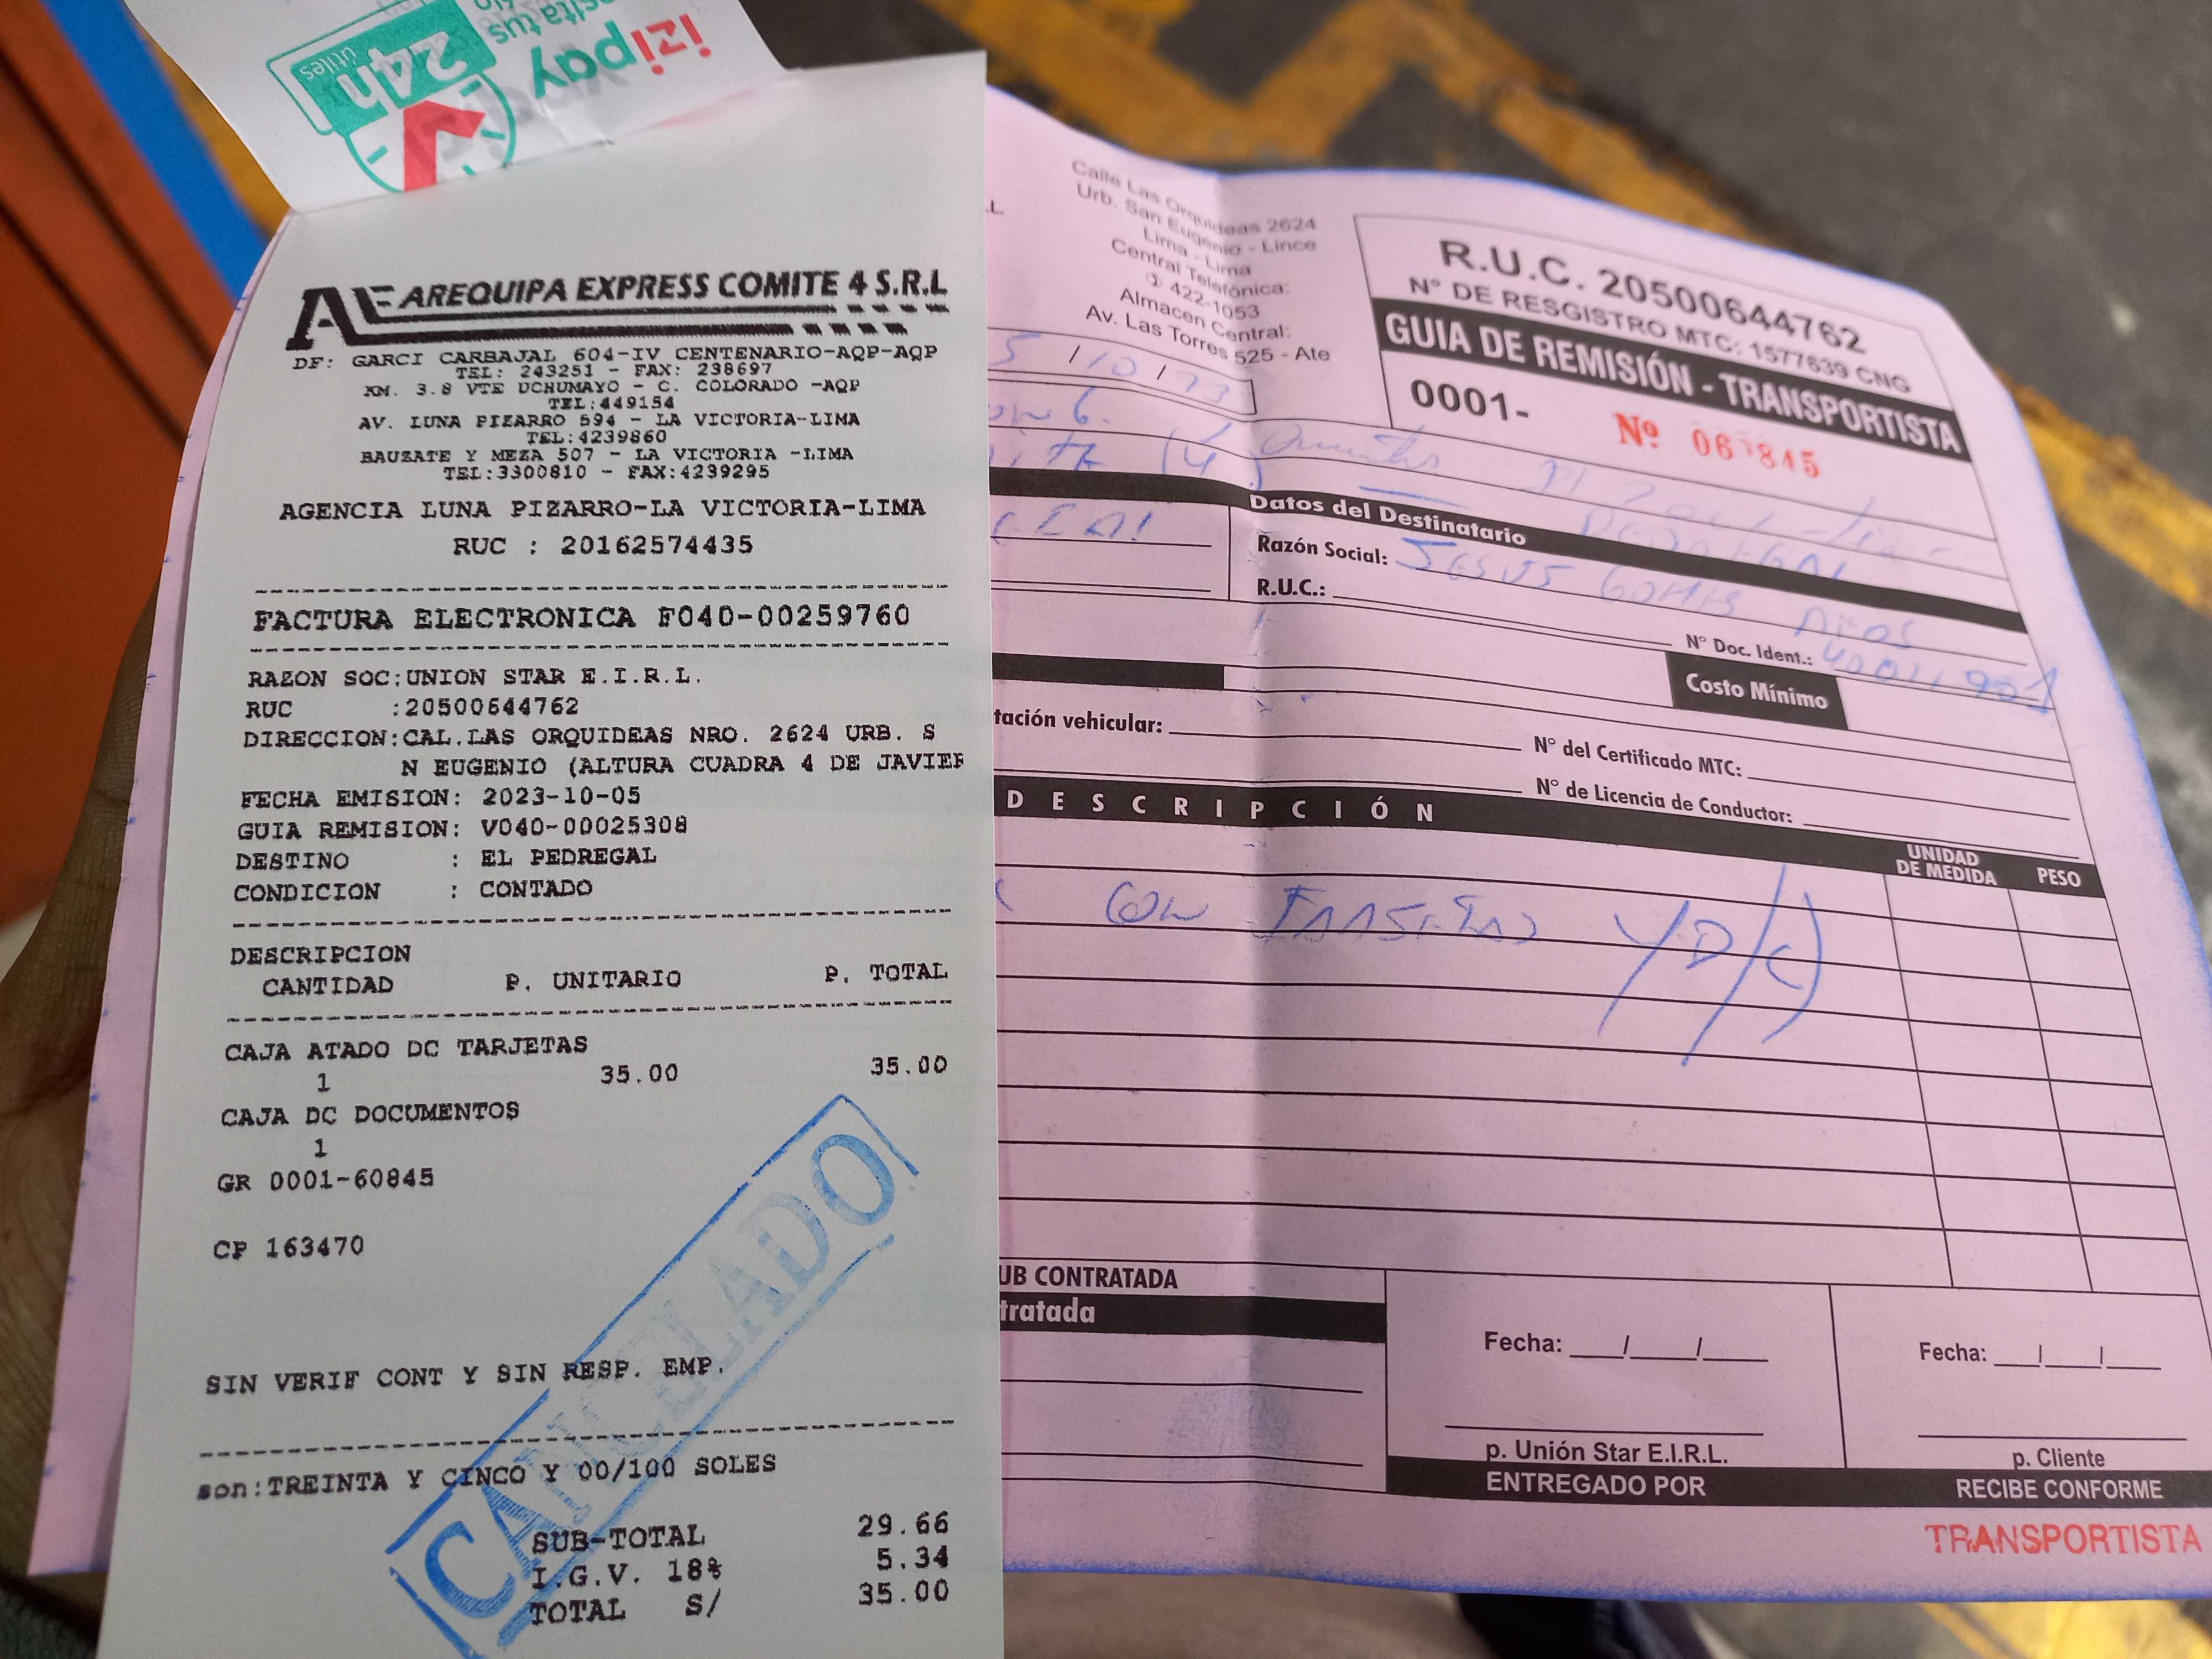 izipay
24h
útiles
AE AREQUIPA EXPRESS COMITE 4 S.R.L
DF: GARCI CARBAJAL 604-IV CENTENARIO-AQP-AQP
TEL: 243251 - FAX: 238697
KM. 3.8 VTE UCHUMAYO - C. COLORADO -AQP
TEL:449154
AV. LUNA PIZARRO 594 - LA VICTORIA-LIMA
TEL:4239860
BAUZATE Y MEZA 507 - LA VICTORIA -LIMA
TEL:3300810 - FAX:4239295
AGENCIA LUNA PIZARRO-LA VICTORIA-LIMA
RUC : 20162574435
FACTURA ELECTRONICA F040-00259760
RAZON SOC:UNION STAR E.I.R.L.
RUC :20500644762
DIRECCION:CAL.LAS ORQUIDEAS NRO. 2624 URB. S
N EUGENIO (ALTURA CUADRA 4 DE JAVIER
FECHA EMISION: 2023-10-05
GUIA REMISION: V040-00025308
DESTINO : EL PEDREGAL
CONDICION : CONTADO
DESCRIPCION
CANTIDAD P. UNITARIO P. TOTAL
CAJA ATADO DC TARJETAS
1 35.00 35.00
CAJA DC DOCUMENTOS
1
GR 0001-60845
CP 163470
SIN VERIF CONT Y SIN RESP. EMP.
son:TREINTA Y CINCO Y 00/100 SOLES
SUB-TOTAL 29.66
I.G.V. 18% 5.34
TOTAL S/ 35.00
CANCELADO
Calle Las Orquideas 2624
Urb. San Eugenio - Lince
Lima - Lima
Central Telefónica:
422-1053
Almacen Central:
Av. Las Torres 525 - Ate
R.U.C. 20500644762
N° DE RESGISTRO MTC: 1577639 CNG
GUIA DE REMISIÓN - TRANSPORTISTA
0001- Nº
Datos del Destinatario
Razón Social: JESUS
R.U.C.:
N° Doc. Ident.:
Costo Mínimo
tación vehicular:
N° del Certificado MTC:
N° de Licencia de Conductor:
DESCRIPCIÓN
UNIDAD DE MEDIDA
PESO
CON
UB CONTRATADA
tratada
Fecha: ___/___/___
Fecha: ___/___/___
p. Unión Star E.I.R.L.
p. Cliente
ENTREGADO POR
RECIBE CONFORME
TRANSPORTISTA